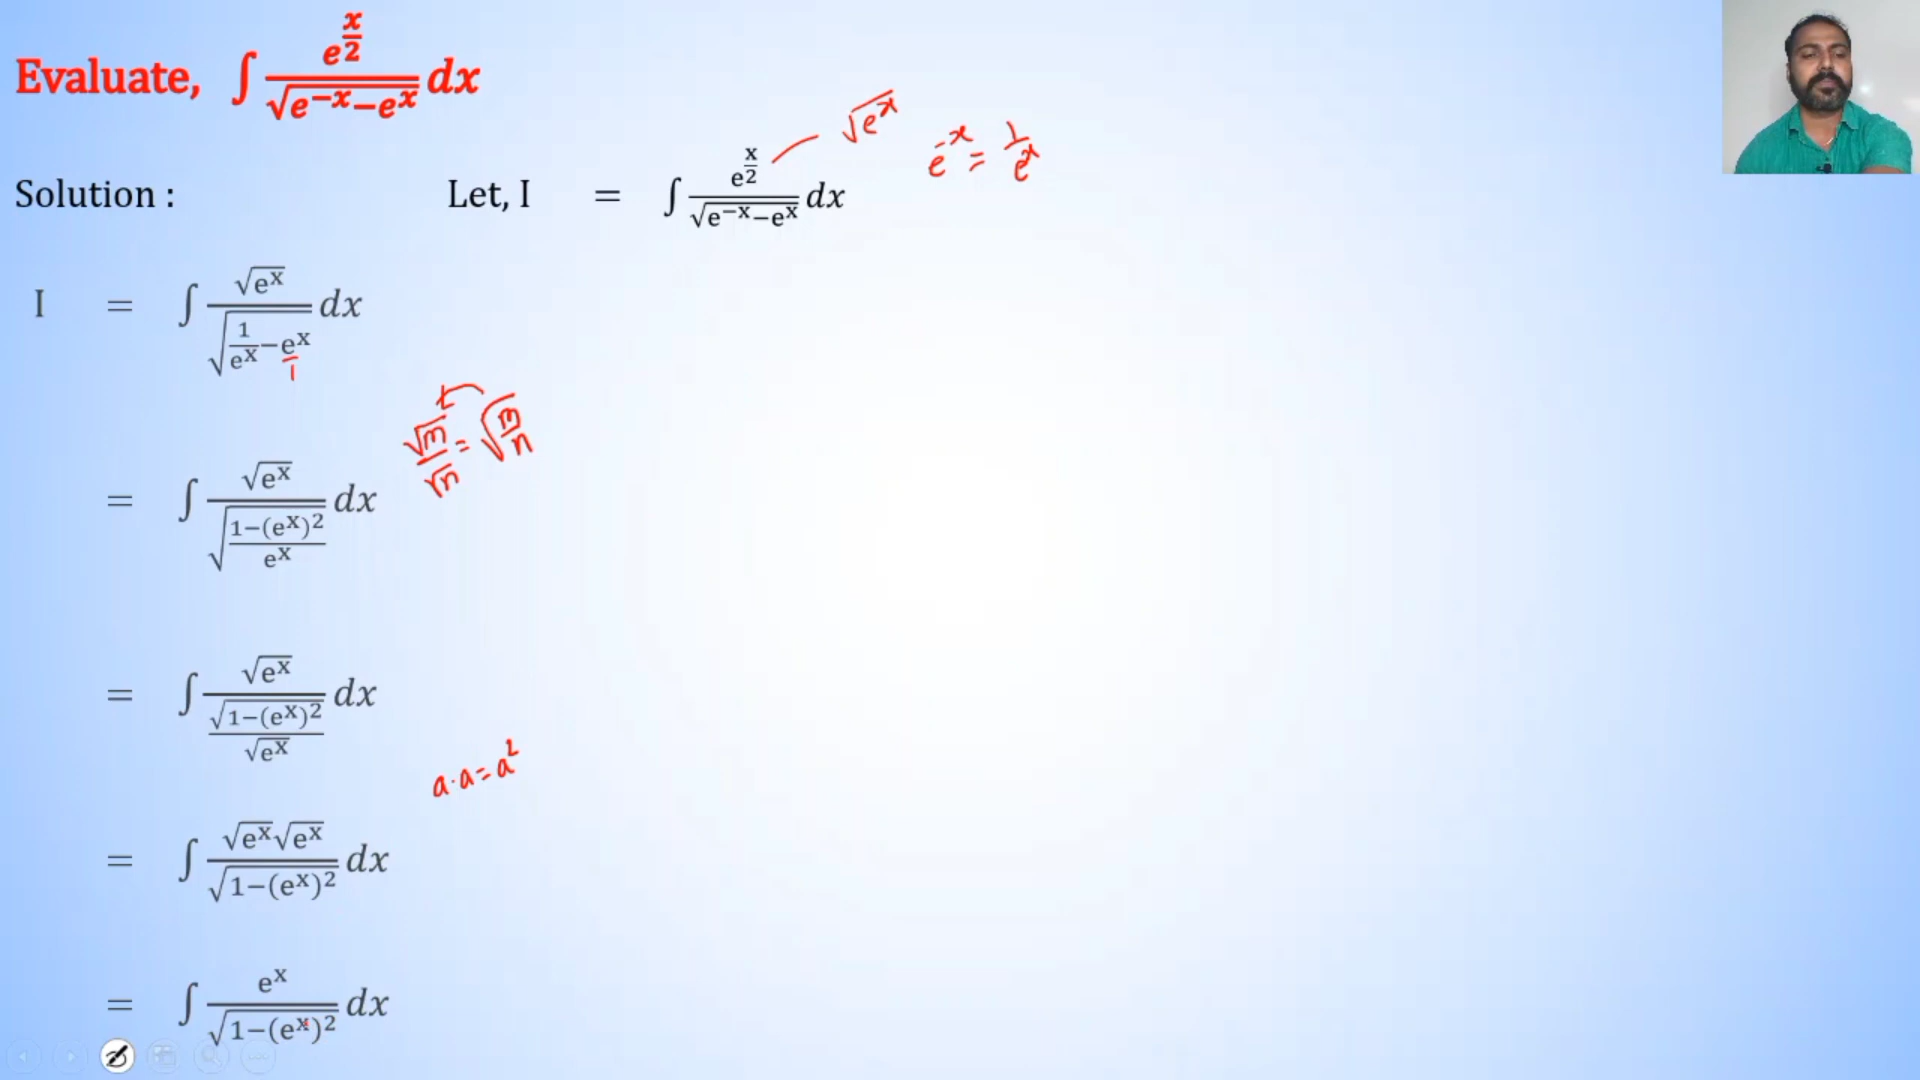 Evaluate, ∫ e^(x/2) / √(e^(−x)−e^x) dx
√(e^x)
e^(-x) = 1/e^x
Solution : Let, I = ∫ e^(x/2) / √(e^(−x)−e^x) dx
I = ∫ √(e^x) / √(1/e^x − e^x) dx
1
√m/√n = √(m/n)
= ∫ √(e^x) / √((1−(e^x)^2)/e^x) dx
= ∫ √(e^x) / (√(1−(e^x)^2) / √(e^x)) dx
a·a=a^2
= ∫ √(e^x)√(e^x) / √(1−(e^x)^2) dx
= ∫ e^x / √(1−(e^x)^2) dx